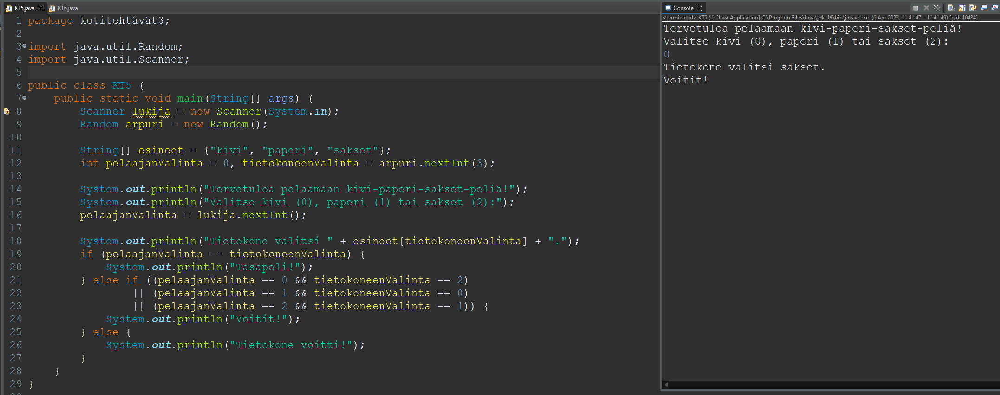 KT5.java
KT6.java
1 package kotitehtävät3;
2
3 import java.util.Random;
4 import java.util.Scanner;
5
6 public class KT5 {
7     public static void main(String[] args) {
8         Scanner lukija = new Scanner(System.in);
9         Random arpuri = new Random();
10
11         String[] esineet = {"kivi", "paperi", "sakset"};
12         int pelaajanValinta = 0, tietokoneenValinta = arpuri.nextInt(3);
13
14         System.out.println("Tervetuloa pelaamaan kivi-paperi-sakset-peliä!");
15         System.out.println("Valitse kivi (0), paperi (1) tai sakset (2):");
16         pelaajanValinta = lukija.nextInt();
17
18         System.out.println("Tietokone valitsi " + esineet[tietokoneenValinta] + ".");
19         if (pelaajanValinta == tietokoneenValinta) {
20             System.out.println("Tasapeli!");
21         } else if ((pelaajanValinta == 0 && tietokoneenValinta == 2)
22                 || (pelaajanValinta == 1 && tietokoneenValinta == 0)
23                 || (pelaajanValinta == 2 && tietokoneenValinta == 1)) {
24             System.out.println("Voitit!");
25         } else {
26             System.out.println("Tietokone voitti!");
27         }
28     }
29 }
Console
<terminated> KT5 (1) [Java Application] C:\Program Files\Java\jdk-19\bin\javaw.exe (6 Apr 2023, 11.41.47 – 11.41.49) [pid: 10484]
Tervetuloa pelaamaan kivi-paperi-sakset-peliä!
Valitse kivi (0), paperi (1) tai sakset (2):
0
Tietokone valitsi sakset.
Voitit!